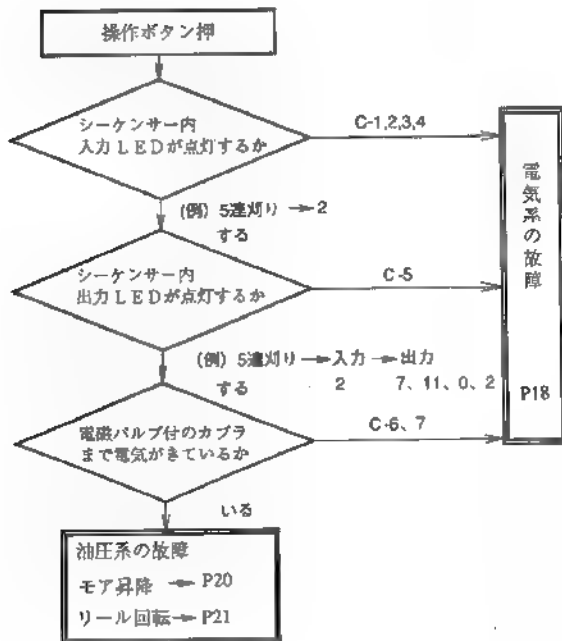 操作ボタン押
シーケンサー内
入力LEDが点灯するか
C-1,2,3,4
(例) 5連刈り → 2
する
シーケンサー内
出力LEDが点灯するか
C-5
(例) 5連刈り → 入力 → 出力
する 2 7、11、0、2
電磁バルブ付のカプラ
まで電気がきているか
C-6、7
いる
電気系の故障
P18
油圧系の故障
モア昇降 → P20
リール回転 → P21